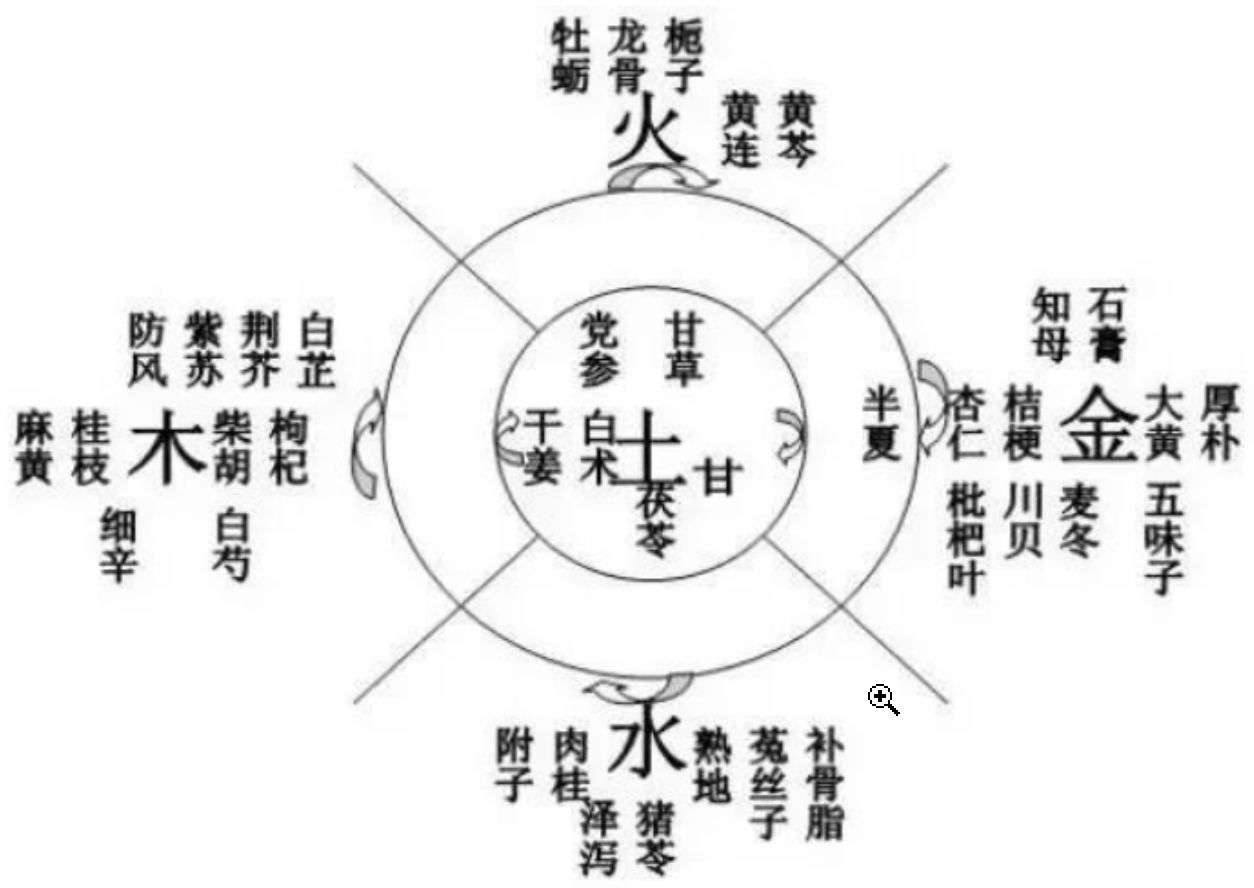 牡蛎 龙骨 栀子
火
黄连 黄芩
防风 紫苏 荆芥 白芷
麻黄 桂枝 木 柴胡 枸杞
细辛 白芍
党参 甘草
干姜 白术 土 甘
茯苓
知母 石膏
半夏 杏仁 桔梗 金 大黄 厚朴
枇杷叶 川贝 麦冬 五味子
附子 肉桂 水 熟地 菟丝子 补骨脂
泽泻 猪苓